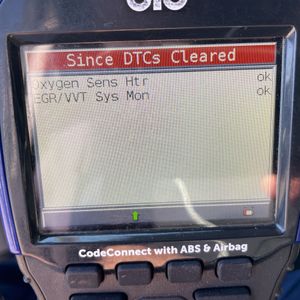 Since DTCs Cleared
Oxygen Sens Htr ok
EGR/VVT Sys Mon ok
CodeConnect with ABS & Airbag